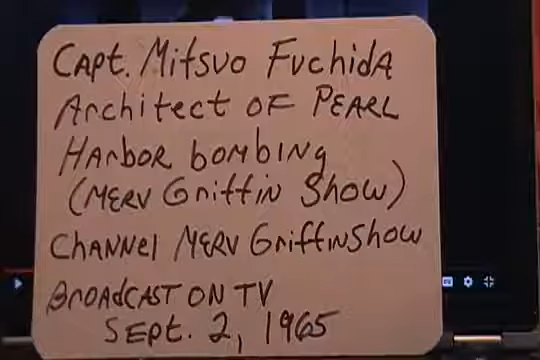 Capt. Mitsuo Fuchida
Architect of PEARL
Harbor bombing
(MERV Griffin Show)
Channel MERV GriffinShow
BROADCAST ON TV
SEPT. 2, 1965